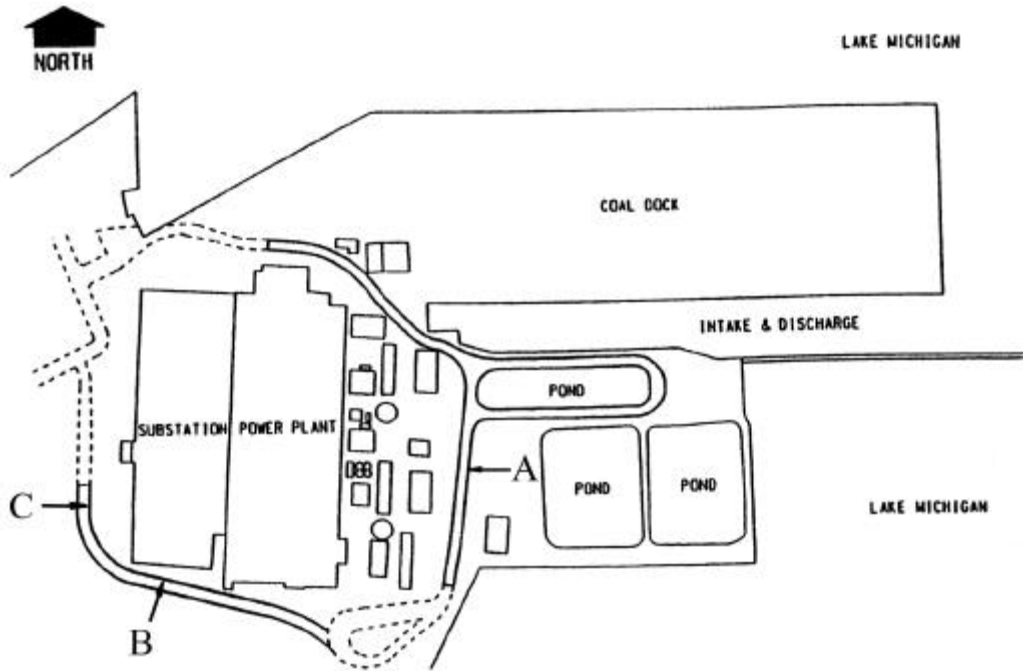 NORTH
LAKE MICHIGAN
COAL DOCK
INTAKE & DISCHARGE
POND
SUBSTATION
POWER PLANT
A
POND
POND
C
LAKE MICHIGAN
B